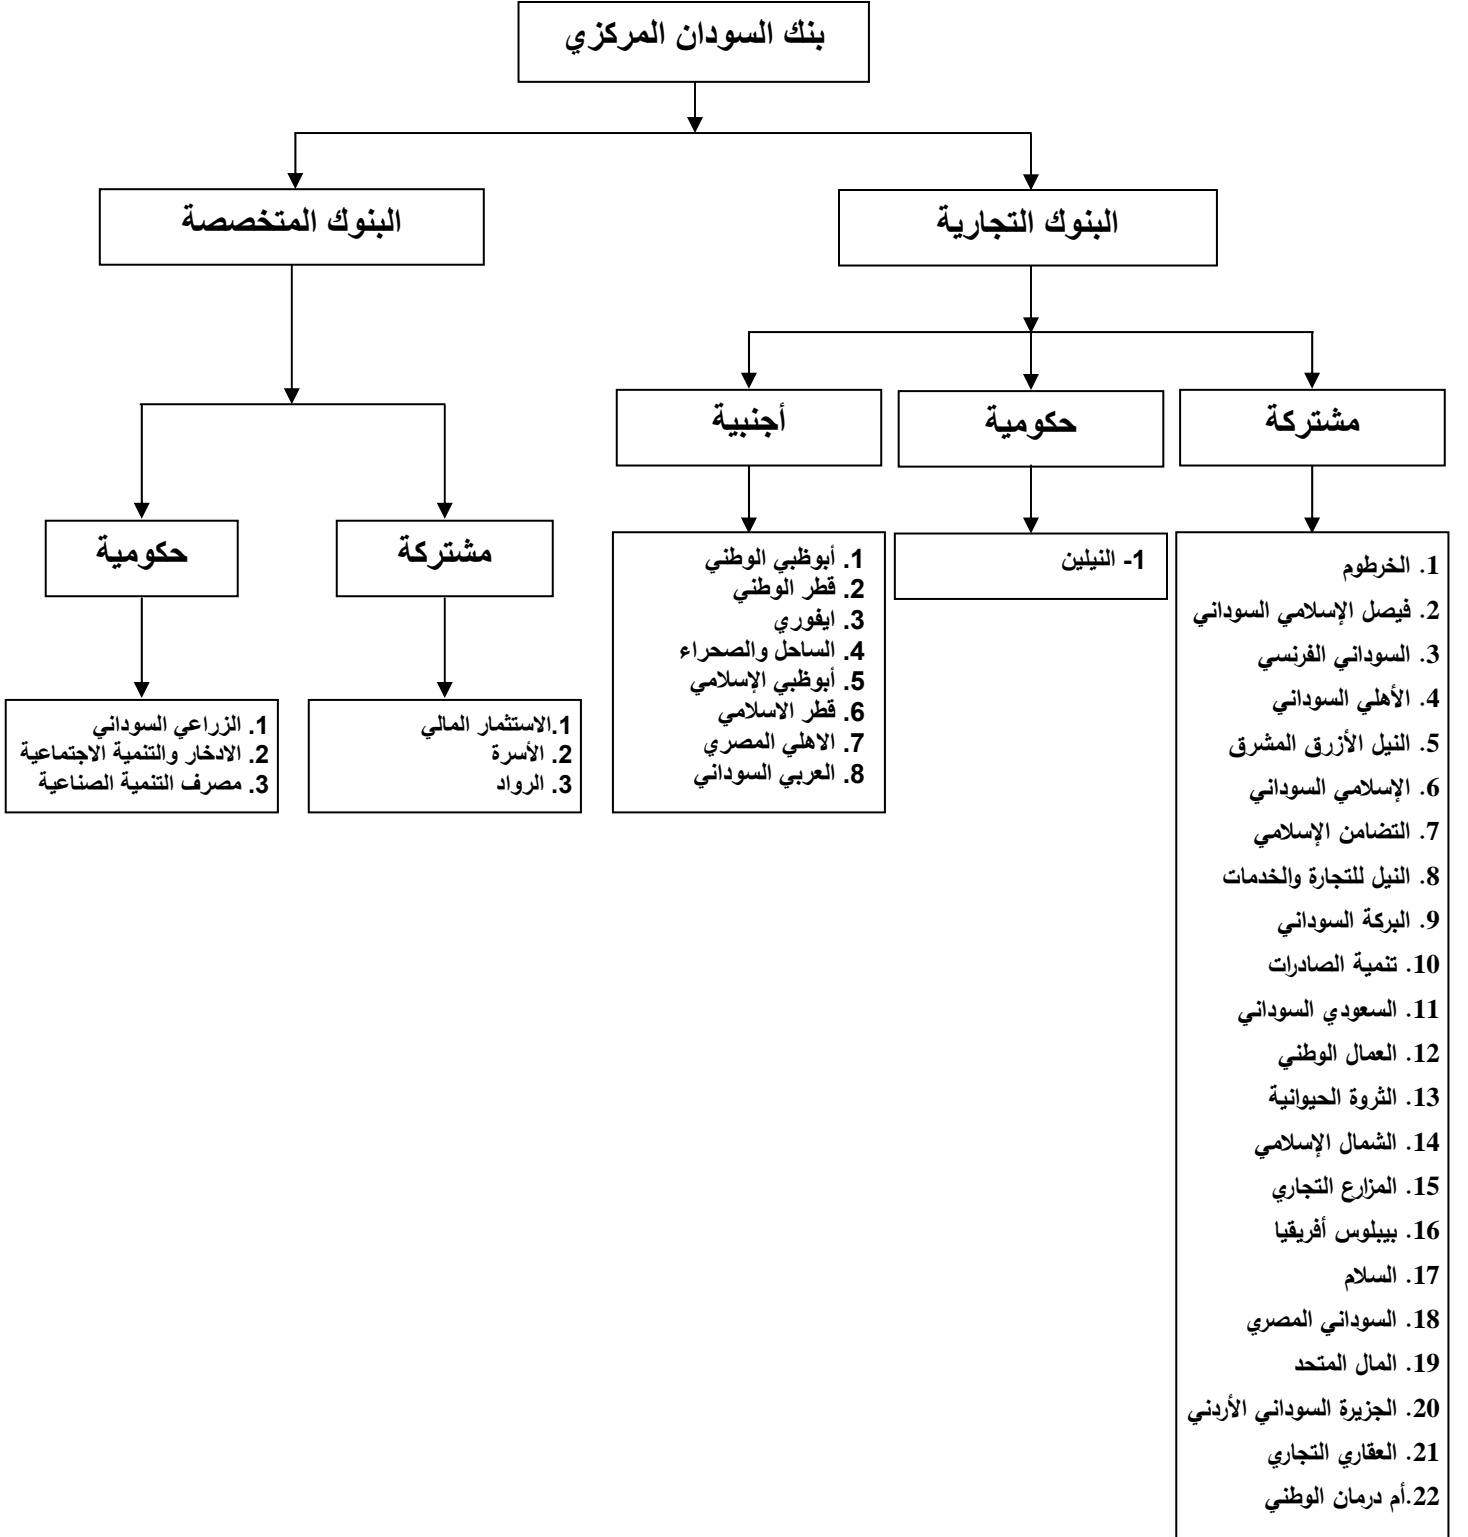 بنك السودان المركزي
البنوك التجارية
البنوك المتخصصة
مشتركة
حكومية
أجنبية
1. الخرطوم
2. فيصل الإسلامي السوداني
3. السوداني الفرنسي
4. الأهلي السوداني
5. النيل الأزرق المشرق
6. الإسلامي السوداني
7. التضامن الإسلامي
8. النيل للتجارة والخدمات
9. البركة السوداني
10. تنمية الصادرات
11. السعودي السوداني
12. العمال الوطني
13. الثروة الحيوانية
14. الشمال الإسلامي
15. المزارع التجاري
16. بيبلوس أفريقيا
17. السلام
18. السوداني المصري
19. المال المتحد
20. الجزيرة السوداني الأردني
21. العقاري التجاري
22.أم درمان الوطني
1- النيلين
1. أبوظبي الوطني
2. قطر الوطني
3. ايفوري
4. الساحل والصحراء
5. أبوظبي الإسلامي
6. قطر الاسلامي
7. الاهلي المصري
8. العربي السوداني
مشتركة
حكومية
1.الاستثمار المالي
2. الأسرة
3. الرواد
1. الزراعي السوداني
2. الادخار والتنمية الاجتماعية
3. مصرف التنمية الصناعية